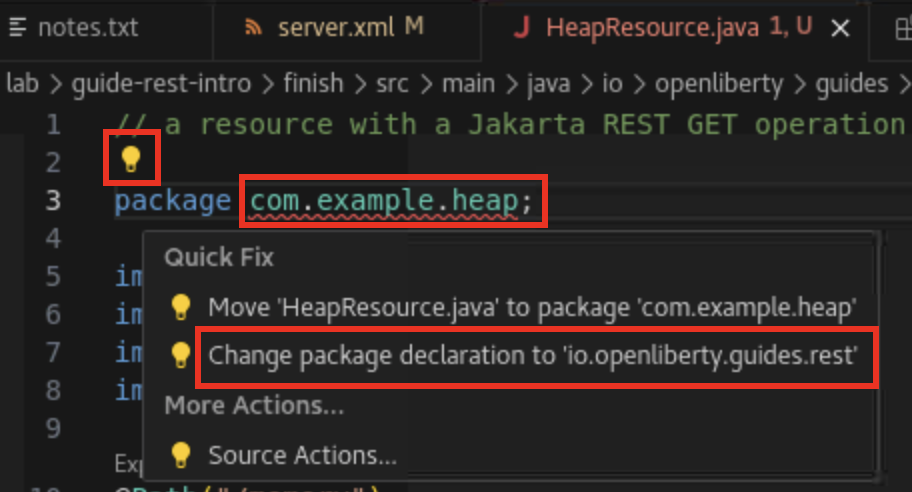 notes.txt server.xml M HeapResource.java 1, U
lab > guide-rest-intro > finish > src > main > java > io > openliberty > guides >
1 // a resource with a Jakarta REST GET operation
2
3 package com.example.heap;
4
Quick Fix
5 im
Move 'HeapResource.java' to package 'com.example.heap'
6 im
7 im
Change package declaration to 'io.openliberty.guides.rest'
8 im
More Actions...
9
Source Actions...